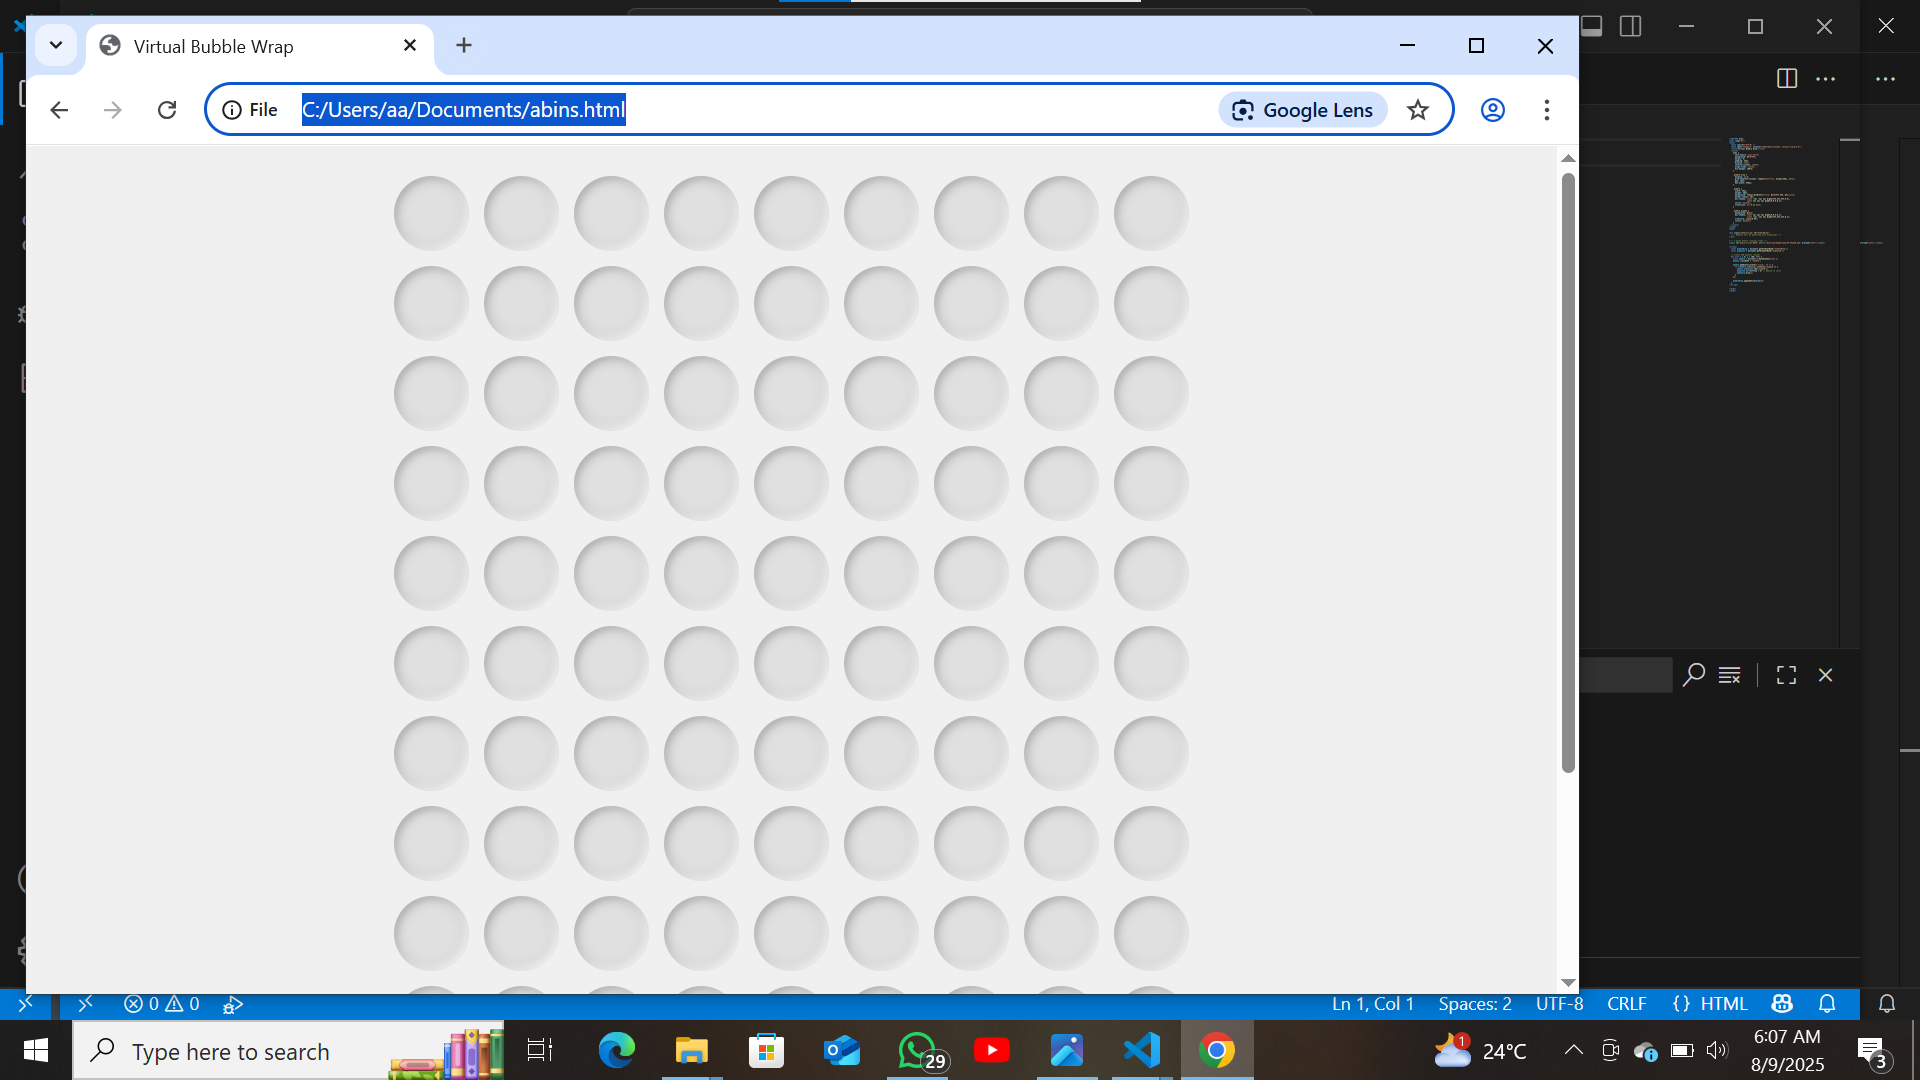 Virtual Bubble Wrap
File C:/Users/aa/Documents/abins.html Google Lens
0 0 Ln 1, Col 1 Spaces: 2 UTF-8 CRLF {} HTML
Type here to search 29 1 24°C 6:07 AM
8/9/2025 3